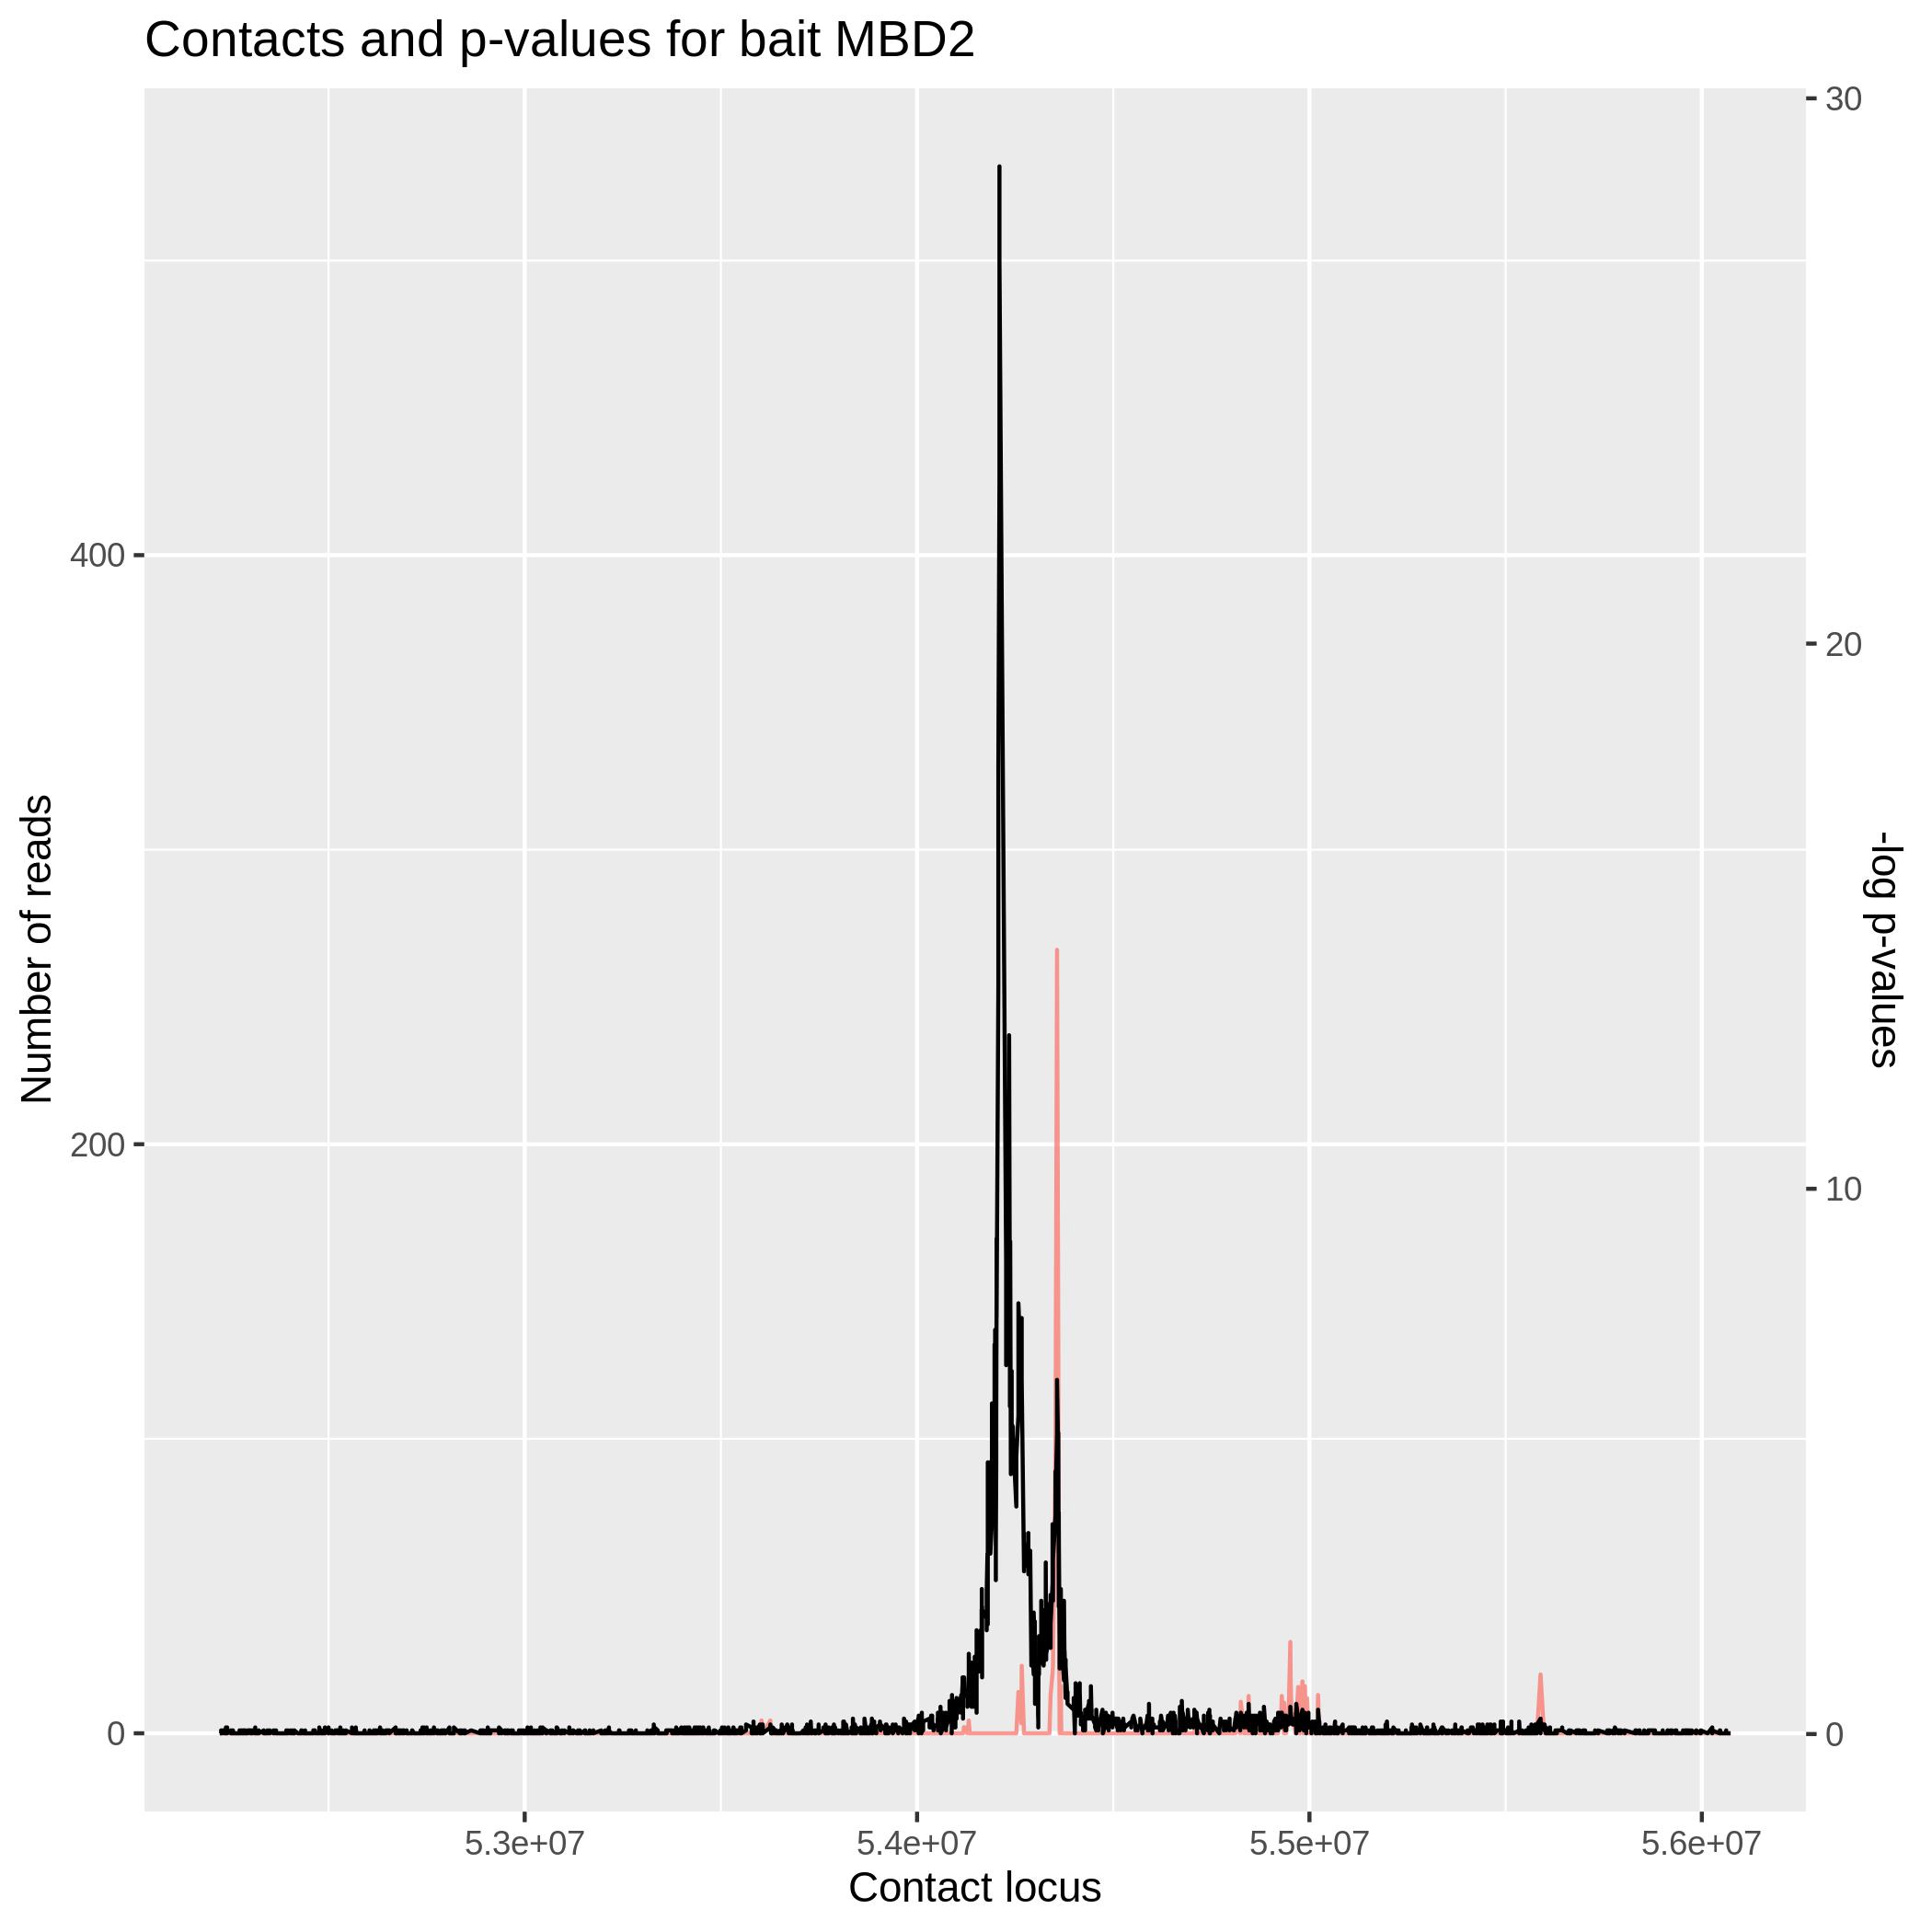 Contacts and p-values for bait MBD2
Number of reads
400
200
0
30
20
10
0
-log p-values
5.3e+07
5.4e+07
5.5e+07
5.6e+07
Contact locus